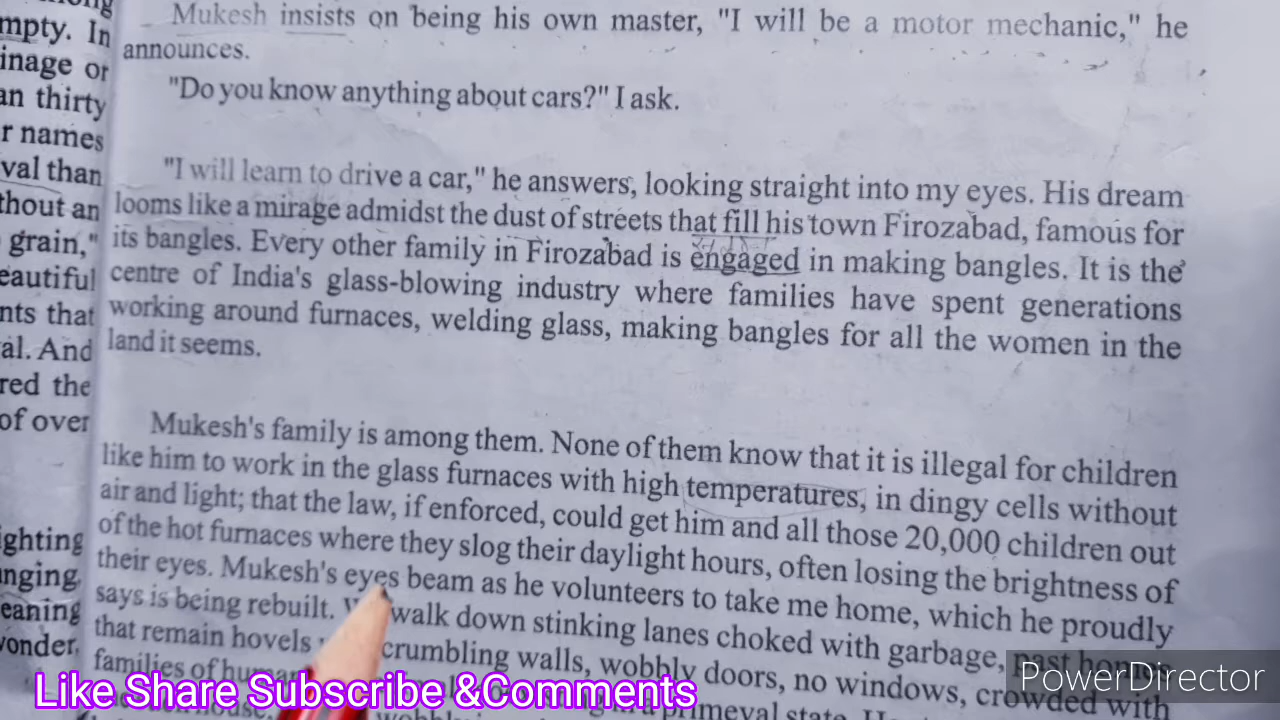 mpty. In
inage or
an thirty
r names
val than
thout an
grain,"
eautiful
nts that
al. And
red the
of over
ghting
nging
eaning
vonder.
Mukesh insists on being his own master, "I will be a motor mechanic," he
announces.
"Do you know anything about cars?" I ask.
"I will learn to drive a car," he answers, looking straight into my eyes. His dream
looms like a mirage admidst the dust of streets that fill his town Firozabad, famous for
its bangles. Every other family in Firozabad is engaged in making bangles. It is the
centre of India's glass-blowing industry where families have spent generations
working around furnaces, welding glass, making bangles for all the women in the
land it seems.
Mukesh's family is among them. None of them know that it is illegal for children
like him to work in the glass furnaces with high temperatures, in dingy cells without
air and light; that the law, if enforced, could get him and all those 20,000 children out
of the hot furnaces where they slog their daylight hours, often losing the brightness of
their eyes. Mukesh's eyes beam as he volunteers to take me home, which he proudly
says is being rebuilt. walk down stinking lanes choked with garbage, past
that remain hovels crumbling walls, wobbly doors, no windows, crowded with
families of primeval state.
Like Share Subscribe &Comments
PowerDirector